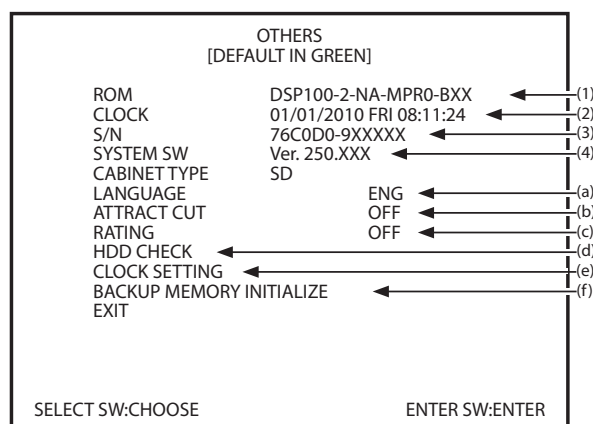 OTHERS
[DEFAULT IN GREEN]
ROM DSP100-2-NA-MPR0-BXX (1)
CLOCK 01/01/2010 FRI 08:11:24 (2)
S/N 76C0D0-9XXXXX (3)
SYSTEM SW Ver. 250.XXX (4)
CABINET TYPE SD
LANGUAGE ENG (a)
ATTRACT CUT OFF (b)
RATING OFF (c)
HDD CHECK (d)
CLOCK SETTING (e)
BACKUP MEMORY INITIALIZE (f)
EXIT
SELECT SW:CHOOSE ENTER SW:ENTER